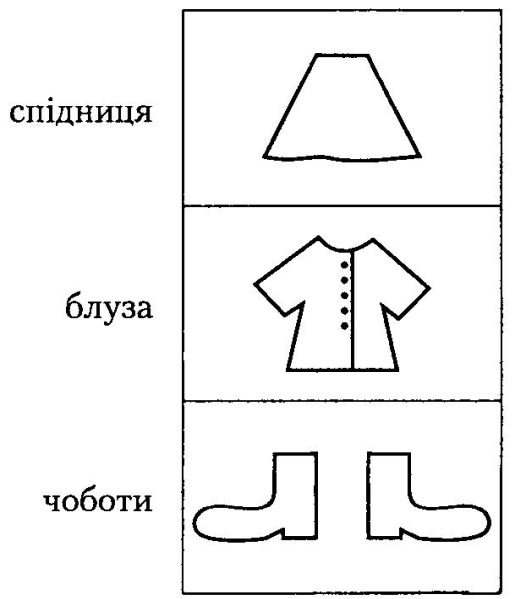 спідниця
блуза
чоботи